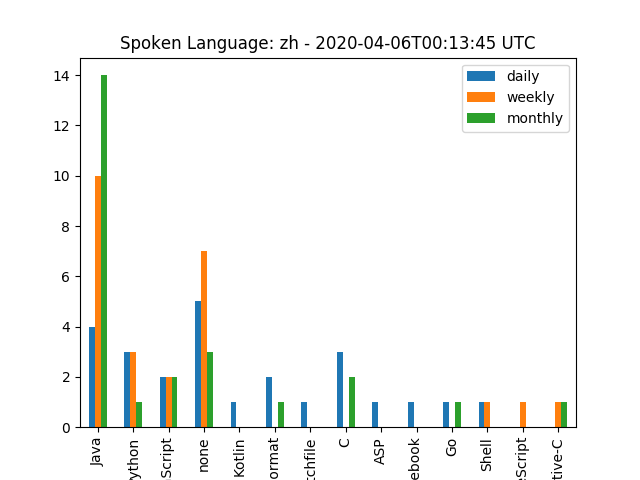 Spoken Language: zh - 2020-04-06T00:13:45 UTC
daily
weekly
monthly
14
12
10
8
6
4
2
0
Java
ython
Script
none
Kotlin
ormat
chfile
C
ASP
ebook
Go
Shell
eScript
tive-C